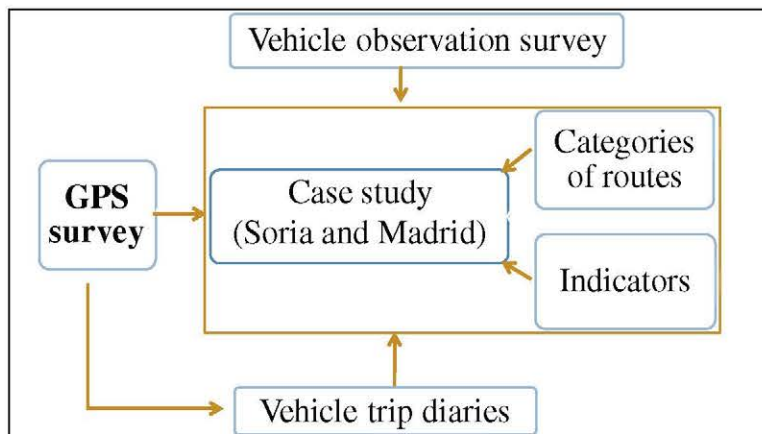 Vehicle observation survey
Categories
of routes
GPS
survey
Case study
(Soria and Madrid)
Indicators
Vehicle trip diaries